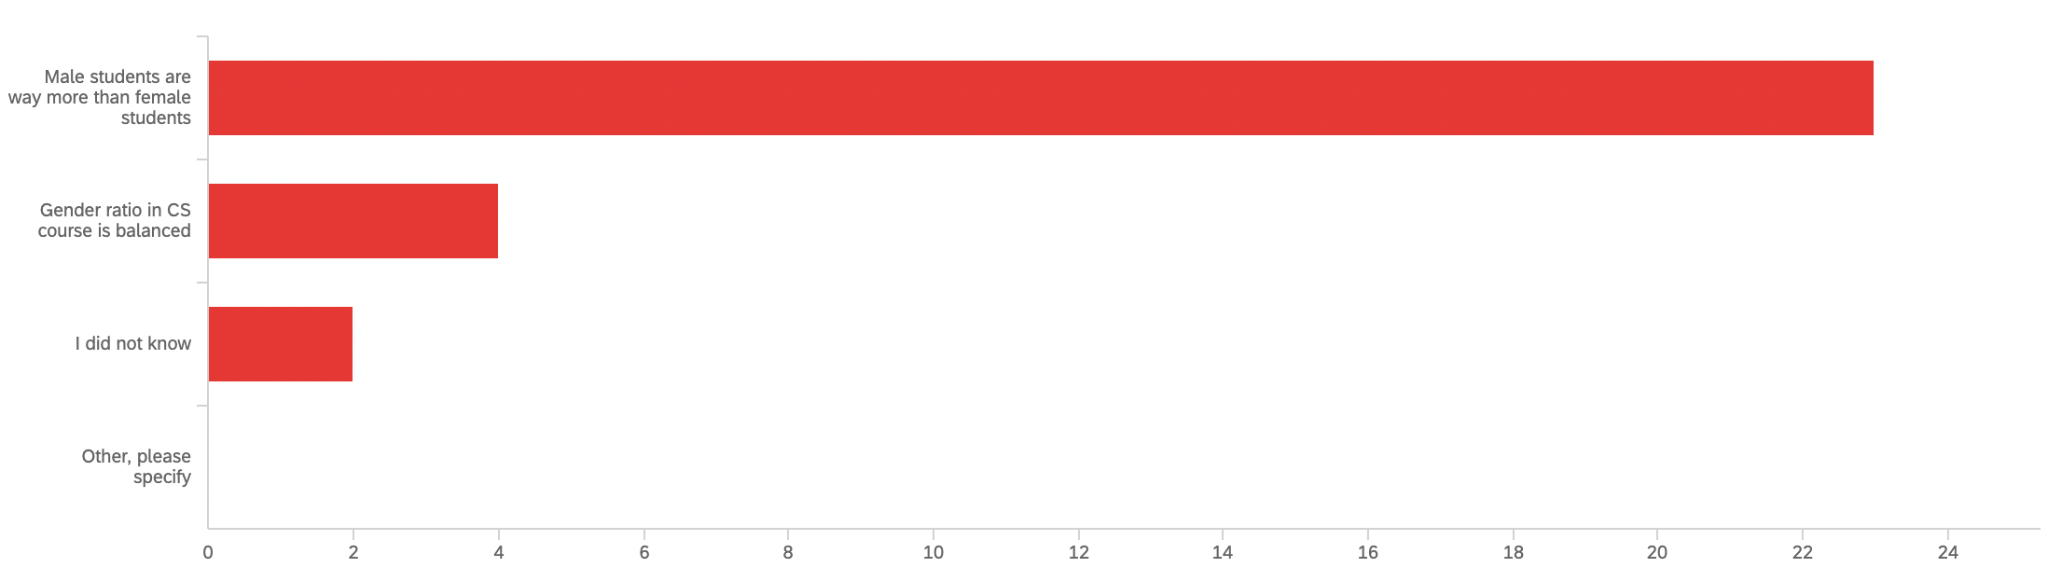 Male students are
way more than female
students
Gender ratio in CS
course is balanced
I did not know
Other, please
specify
0 2 4 6 8 10 12 14 16 18 20 22 24